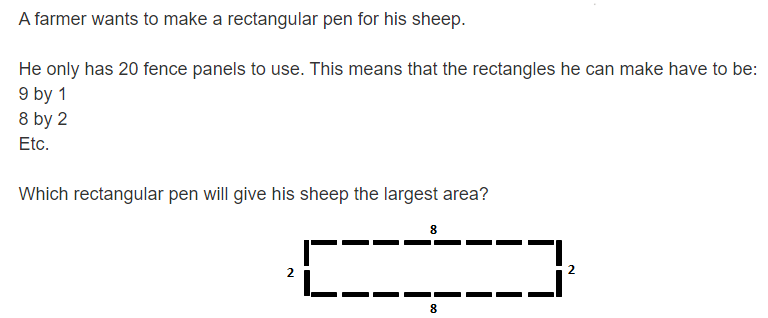 A farmer wants to make a rectangular pen for his sheep.
He only has 20 fence panels to use. This means that the rectangles he can make have to be:
9 by 1
8 by 2
Etc.
Which rectangular pen will give his sheep the largest area?
8
2
2
8